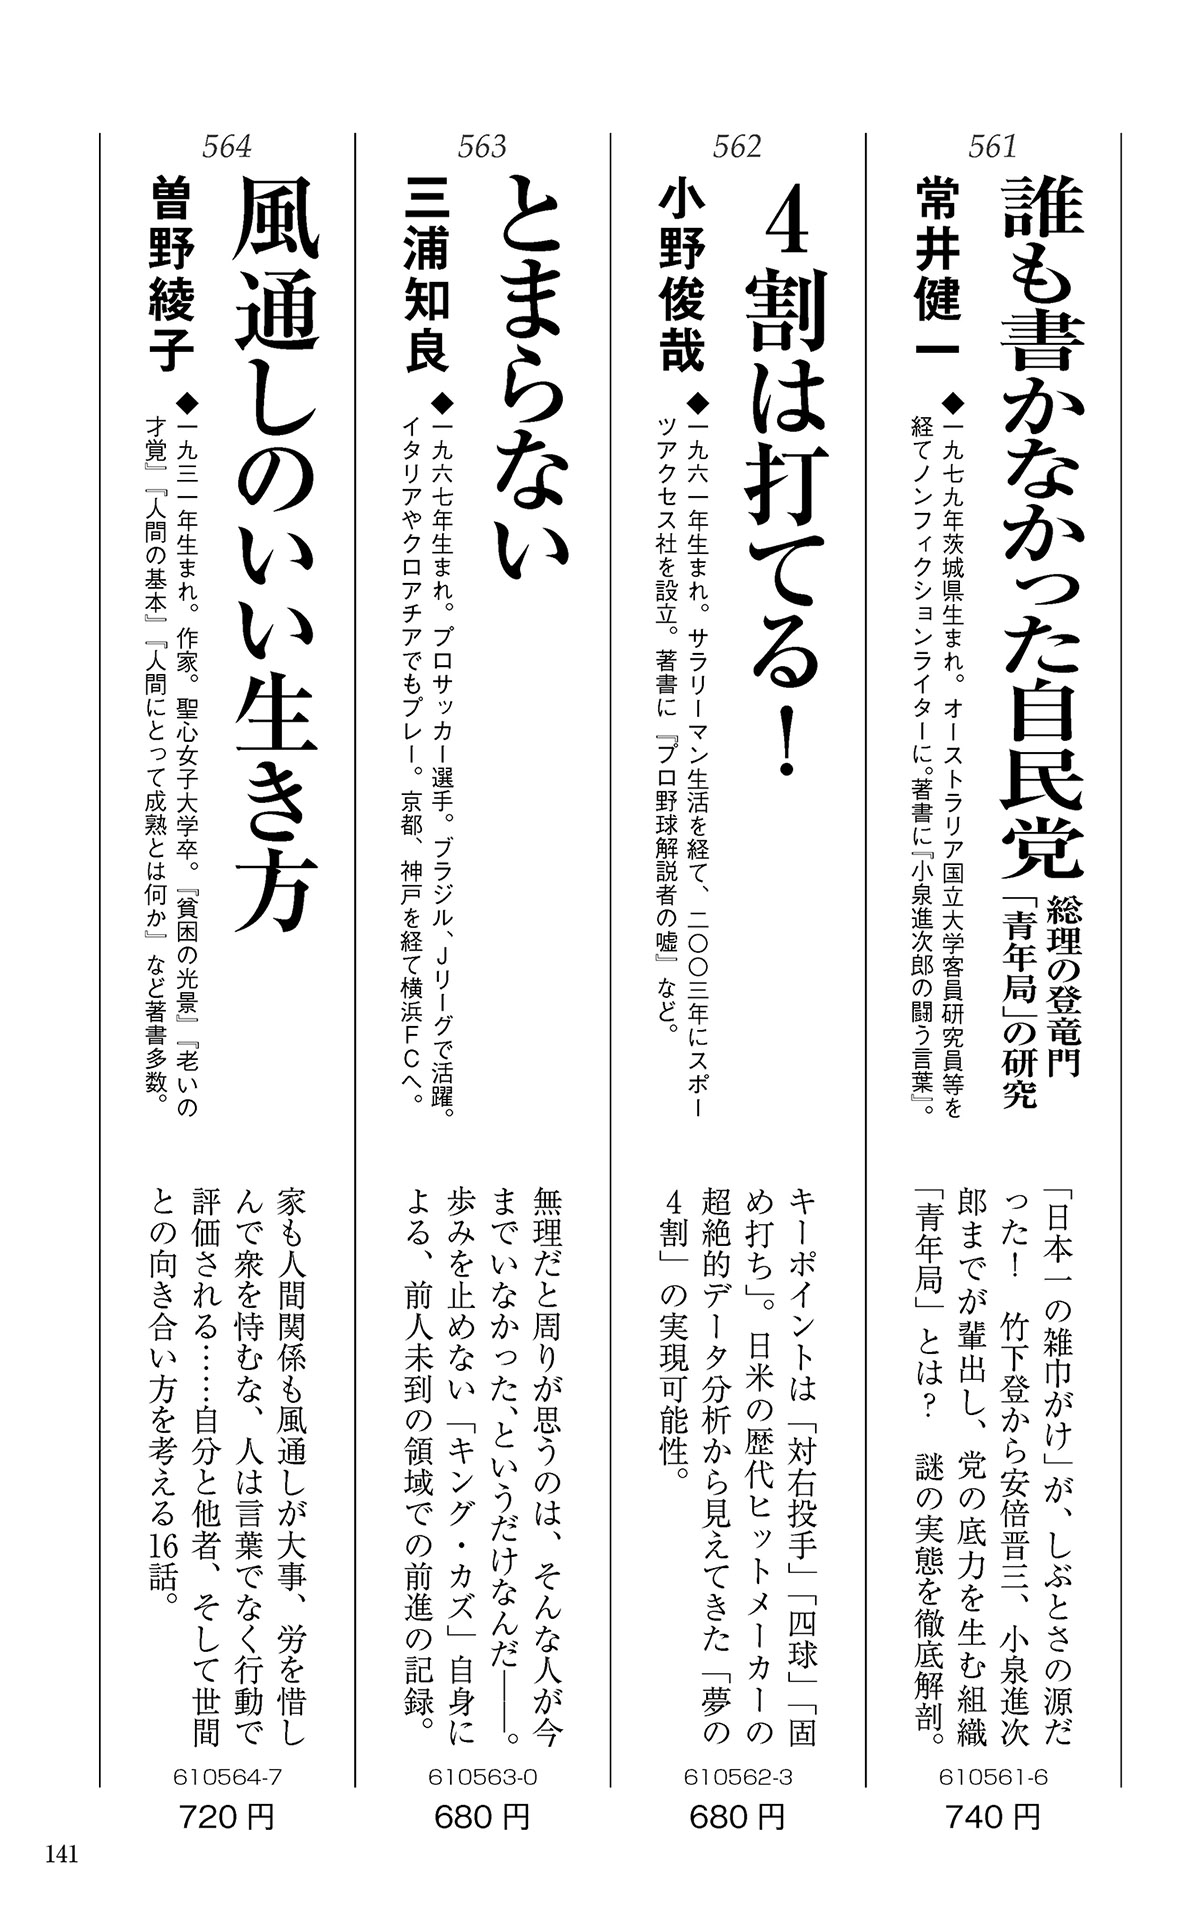 561
誰も書かなかった自民党
総理の登竜門
「青年局」の研究
常井健一
◆一九七九年茨城県生まれ。オーストラリア国立大学客員研究員等を
経てノンフィクションライターに。著書に『小泉進次郎の闘う言葉』。
「日本一の雑巾がけ」が、しぶとさの源だ
った！　竹下登から安倍晋三、小泉進次
郎までが輩出し、党の底力を生む組織
「青年局」とは？　謎の実態を徹底解剖。
610561-6
740円
562
4割は打てる！
小野俊哉
◆一九六一年生まれ。サラリーマン生活を経て、二〇〇三年にスポー
ツアクセス社を設立。著書に『プロ野球解説者の嘘』など。
キーポイントは「対右投手」「四球」「固
め打ち」。日米の歴代ヒットメーカーの
超絶的データ分析から見えてきた「夢の
4割」の実現可能性。
610562-3
680円
563
とまらない
三浦知良
◆一九六七年生まれ。プロサッカー選手。ブラジル、Jリーグで活躍。
イタリアやクロアチアでもプレー。京都、神戸を経て横浜FCへ。
無理だと周りが思うのは、そんな人が今
までいなかった、というだけなんだ――。
歩みを止めない「キング・カズ」自身に
よる、前人未到の領域での前進の記録。
610563-0
680円
564
風通しのいい生き方
曽野綾子
◆一九三一年生まれ。作家。聖心女子大学卒。『貧困の光景』『老いの
才覚』『人間の基本』『人間にとって成熟とは何か』など著書多数。
家も人間関係も風通しが大事、労を惜し
んで衆を恃むな、人は言葉でなく行動で
評価される……自分と他者、そして世間
との向き合い方を考える16話。
610564-7
720円
141